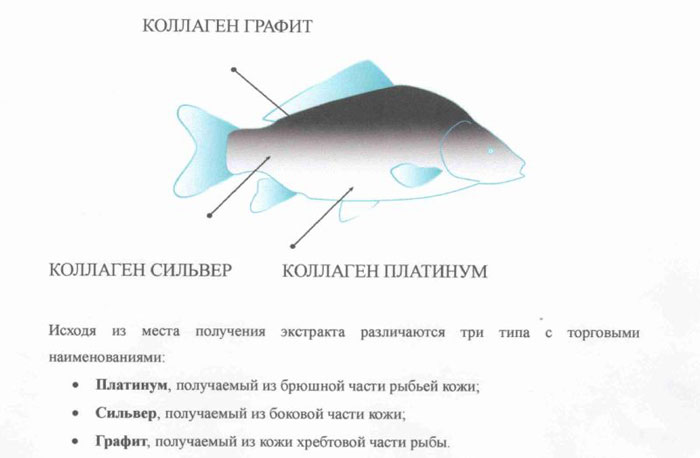 КОЛЛАГЕН ГРАФИТ
КОЛЛАГЕН СИЛЬВЕР КОЛЛАГЕН ПЛАТИНУМ
Исходя из места получения экстракта различаются три типа с торговыми
наименованиями:
• Платинум, получаемый из брюшной части рыбьей кожи;
• Сильвер, получаемый из боковой части кожи;
• Графит, получаемый из кожи хребтовой части рыбы.